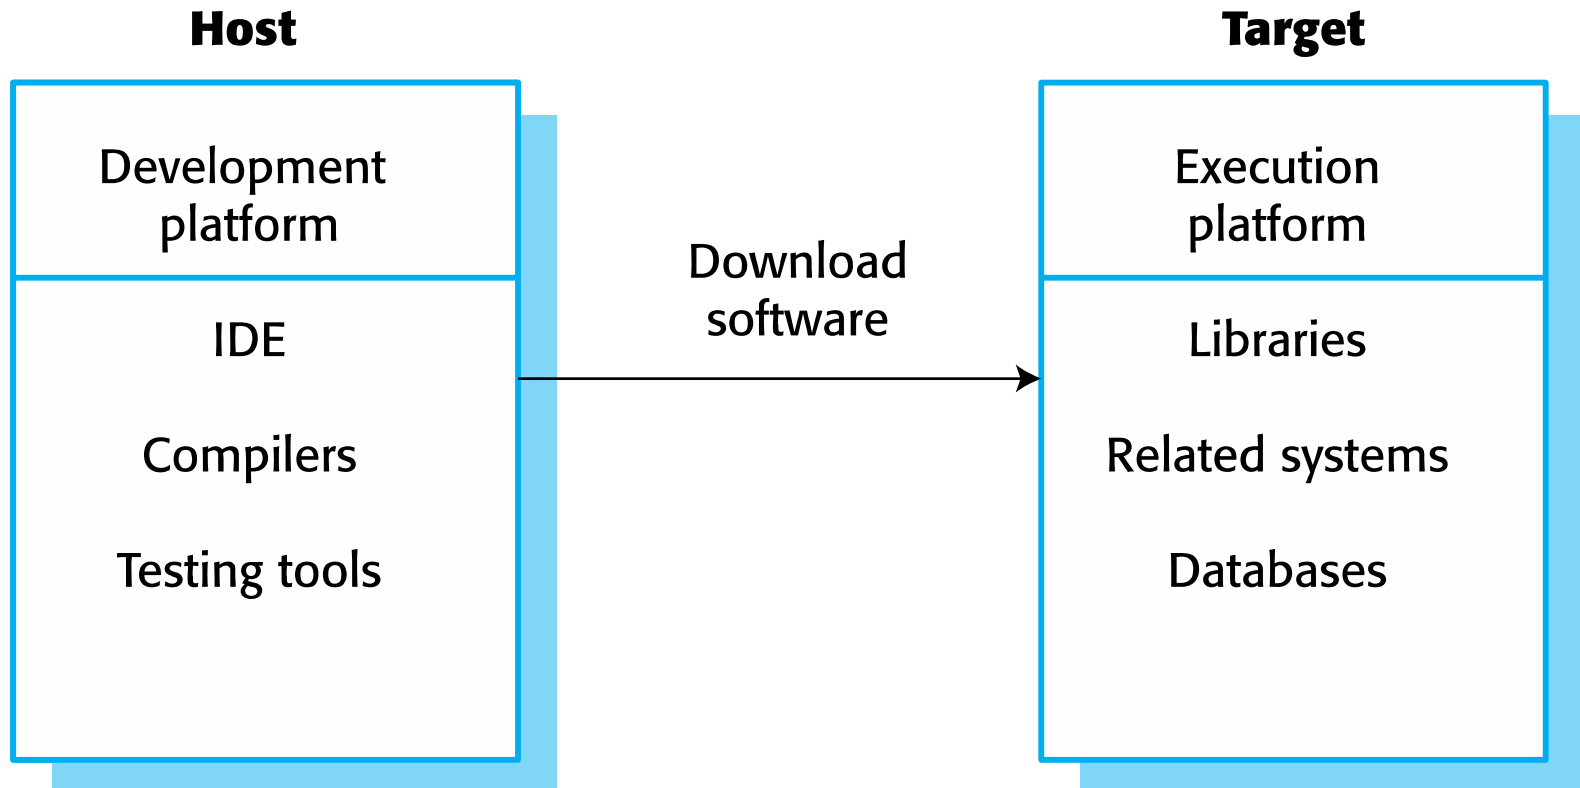 Host
Development
platform
IDE
Compilers
Testing tools
Download
software
Target
Execution
platform
Libraries
Related systems
Databases